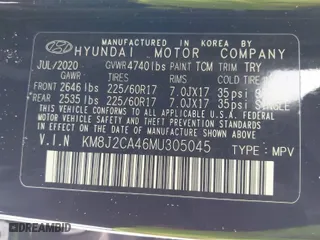 MANUFACTURED IN KOREA BY
HYUNDAI MOTOR COMPANY
JUL/2020 GVWR 4740lbs PAINT TCM TRIM TRY
GAWR TIRES RIMS COLD TIRE
FRONT 2646 lbs 225/60R17 7.0JX17 35psi
REAR 2535 lbs 225/60R17 7.0JX17 35psi SINGLE
THIS VEHICLE CONFORMS TO ALL APPLICABLE
U.S. FEDERAL MOTOR VEHICLE SAFETY AND
THEFT PREVENTION STANDARDS IN EFFECT ON
THE DATE OF MANUFACTURE SHOWN ABOVE.
V.I.N KM8J2CA46MU305045 TYPE: MPV